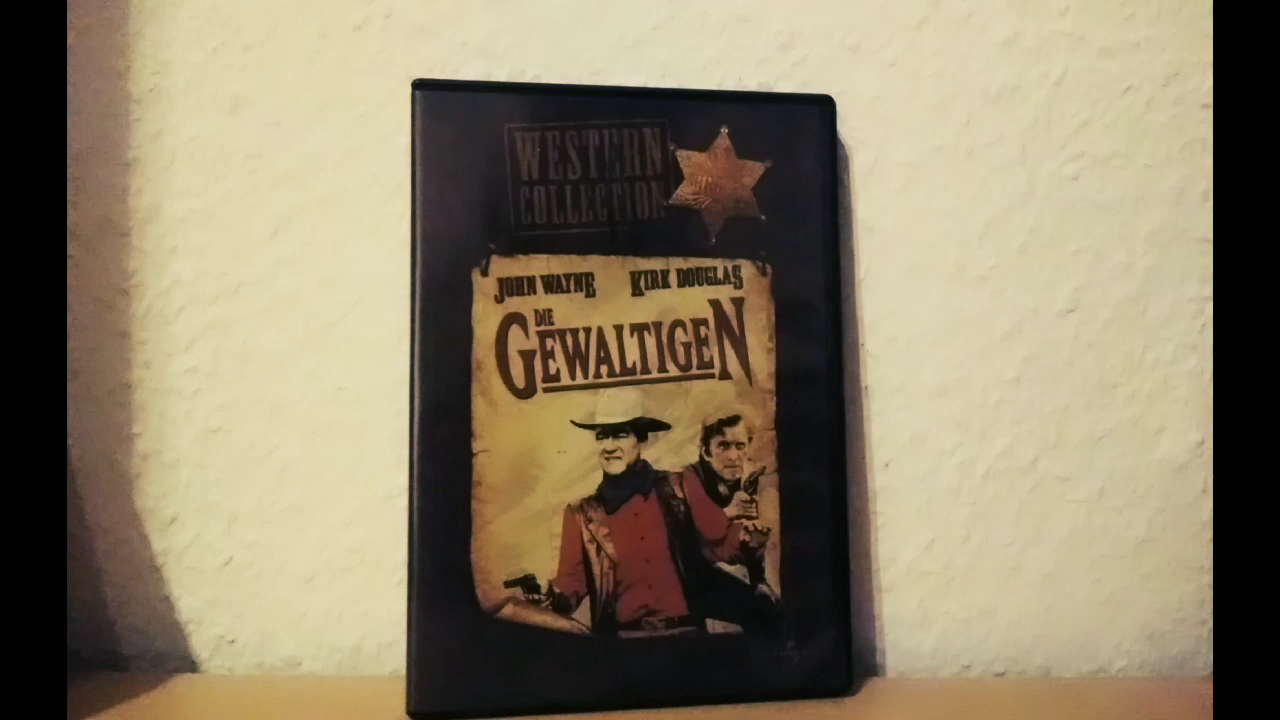 WESTERN
COLLECTION
JOHN WAYNE KIRK DOUGLAS
DIE
GEWALTIGEN